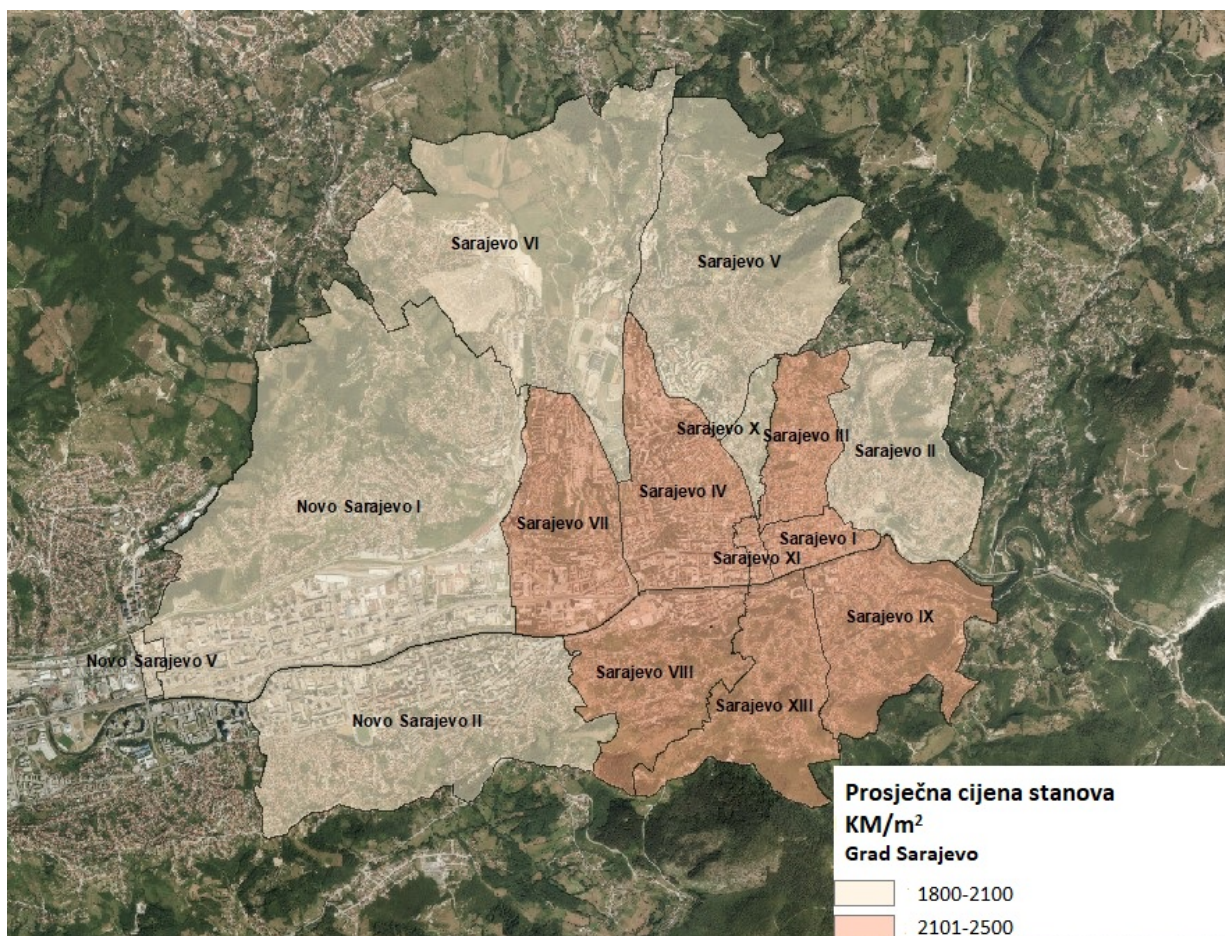 Sarajevo VI
Sarajevo V
Sarajevo X
Sarajevo III
Sarajevo II
Sarajevo IV
Novo Sarajevo I
Sarajevo VII
Sarajevo I
Sarajevo XI
Sarajevo IX
Novo Sarajevo V
Sarajevo VIII
Sarajevo XIII
Novo Sarajevo II
Prosječna cijena stanova
KM/m²
Grad Sarajevo
1800-2100
2101-2500